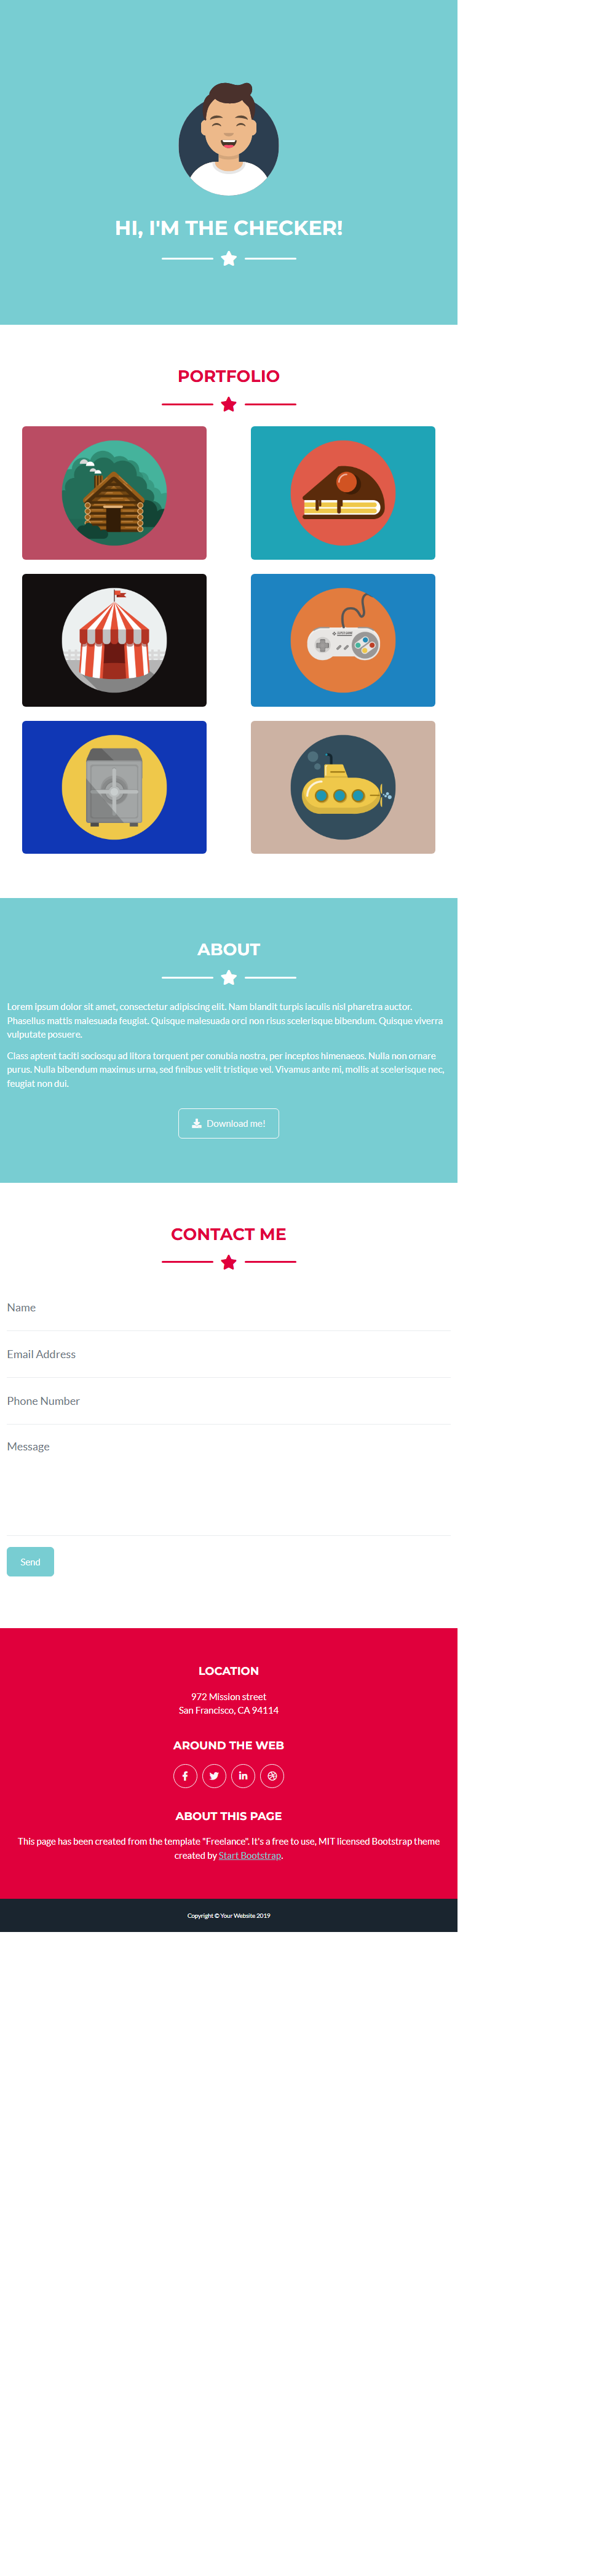 HI, I'M THE CHECKER!
PORTFOLIO
ABOUT
Lorem ipsum dolor sit amet, consectetur adipiscing elit. Nam blandit turpis iaculis nisl pharetra auctor.
Phasellus mattis malesuada feugiat. Quisque malesuada orci non risus scelerisque bibendum. Quisque viverra
vulputate posuere.
Class aptent taciti sociosqu ad litora torquent per conubia nostra, per inceptos himenaeos. Nulla non ornare
purus. Nulla bibendum maximus urna, sed finibus velit tristique vel. Vivamus ante mi, mollis at scelerisque nec,
feugiat non dui.
Download me!
CONTACT ME
Name
Email Address
Phone Number
Message
Send
LOCATION
972 Mission street
San Francisco, CA 94114
AROUND THE WEB
ABOUT THIS PAGE
This page has been created from the template "Freelance". It's a free to use, MIT licensed Bootstrap theme
created by Start Bootstrap.
Copyright © Your Website 2019